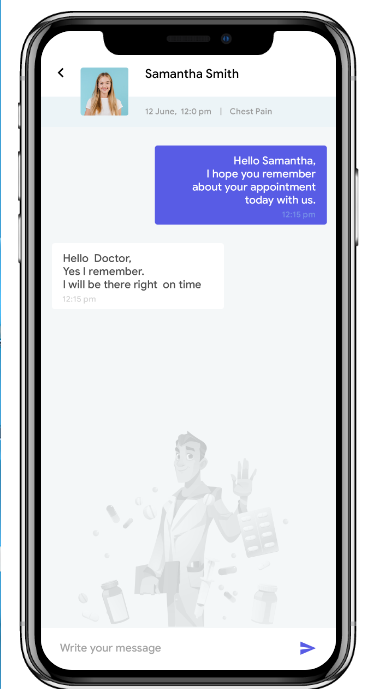 Samantha Smith
12 June, 12:0 pm | Chest Pain
Hello Samantha,
I hope you remember
about your appointment
today with us.
12:15 pm
Hello Doctor,
Yes I remember.
I will be there right on time
12:15 pm
Write your message